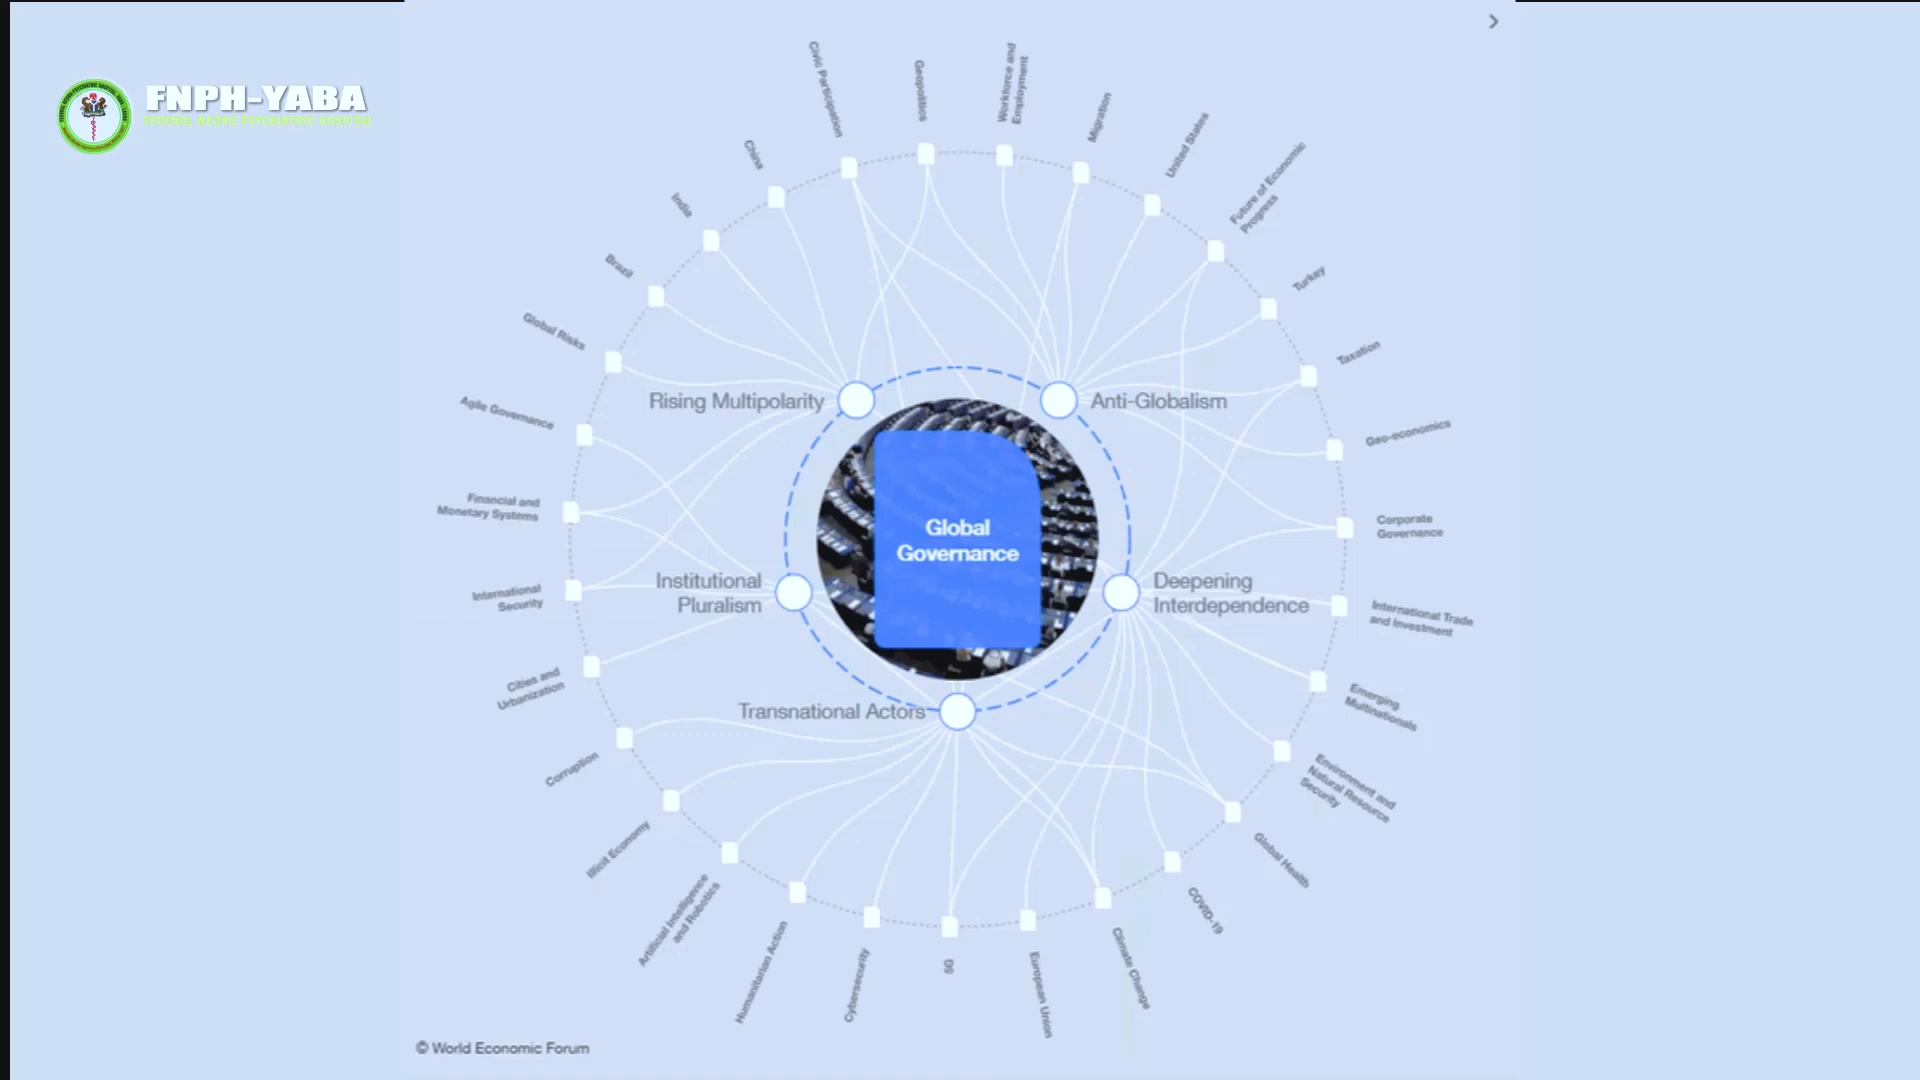 FNPH-YABA
FEDERAL NEURO PSYCHIATRIC HOSPITAL
Civic Participation
Geopolitics
Workforce and
Employment
Migration
United States
Future of Economic
Progress
Turkey
Taxation
Geo-economics
Corporate
Governance
International Trade
and Investment
Emerging
Multinationals
Environment and
Natural Resource
Security
Global Health
COVID-19
Climate Change
European Union
Cybersecurity
Humanitarian Action
Artificial Intelligence
and Robotics
Illicit Economy
Corruption
Cities and
Urbanization
International
Security
Financial and
Monetary Systems
Agile Governance
Global Risks
Brazil
India
China
Rising Multipolarity
Anti-Globalism
Global
Governance
Institutional
Pluralism
Deepening
Interdependence
Transnational Actors
© World Economic Forum